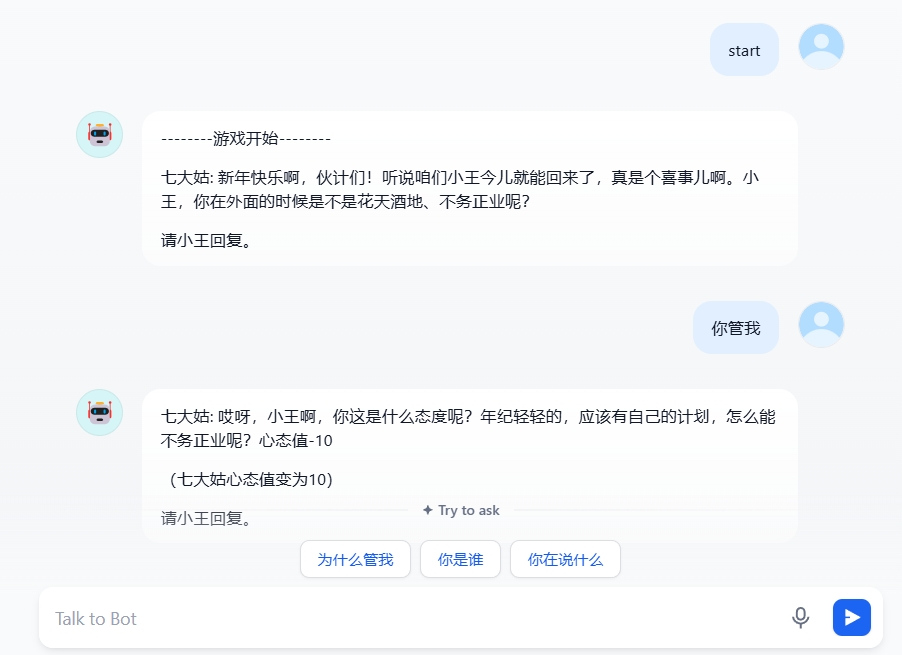 start
--------游戏开始--------
七大姑: 新年快乐啊，伙计们！听说咱们小王今儿就能回来了，真是个喜事儿啊。小
王，你在外面的时候是不是花天酒地、不务正业呢？
请小王回复。
你管我
七大姑: 哎呀，小王啊，你这是什么态度呢？年纪轻轻的，应该有自己的计划，怎么能
不务正业呢？心态值-10
（七大姑心态值变为10）
Try to ask
请小王回复。
为什么管我
你是谁
你在说什么
Talk to Bot